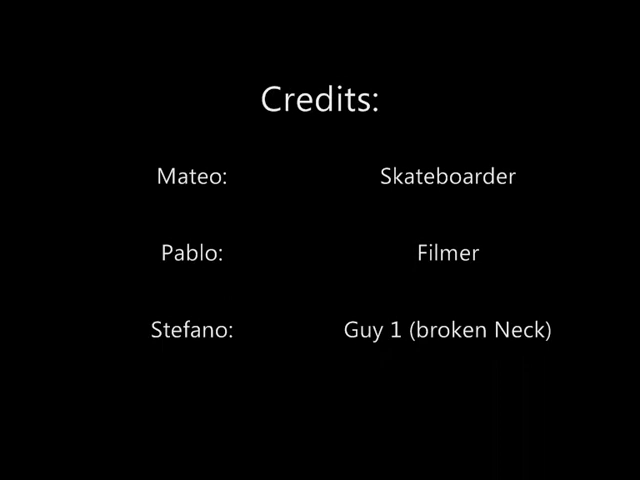 Credits:
Mateo: Skateboarder
Pablo: Filmer
Stefano: Guy 1 (broken Neck)